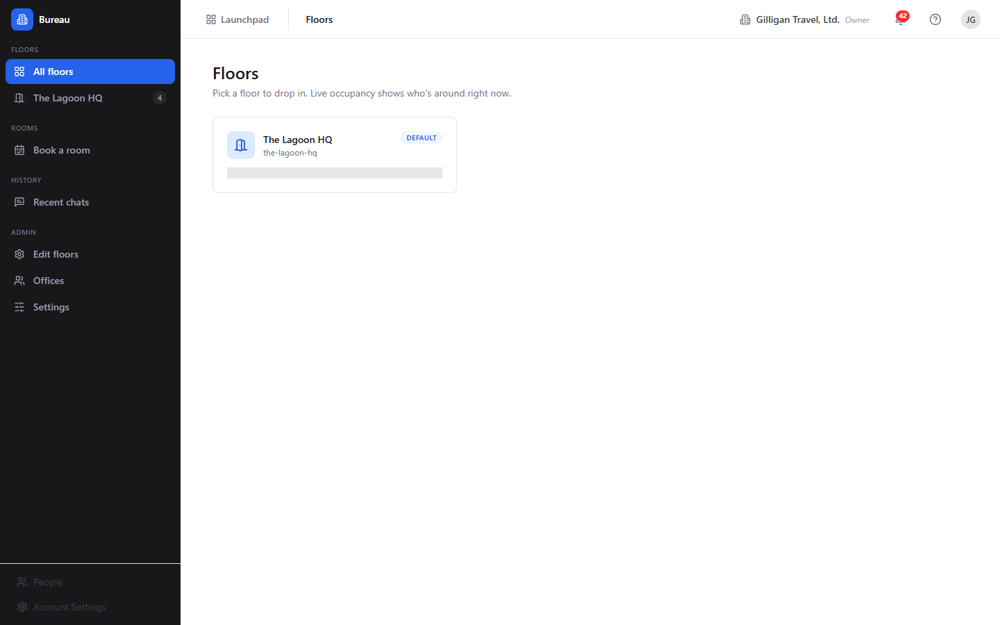 Bureau
FLOORS
All floors
The Lagoon HQ
4
ROOMS
Book a room
HISTORY
Recent chats
ADMIN
Edit floors
Offices
Settings
People
Account Settings
Launchpad
Floors
Gilligan Travel, Ltd. Owner
42
JG
Floors
Pick a floor to drop in. Live occupancy shows who's around right now.
The Lagoon HQ
DEFAULT
the-lagoon-hq